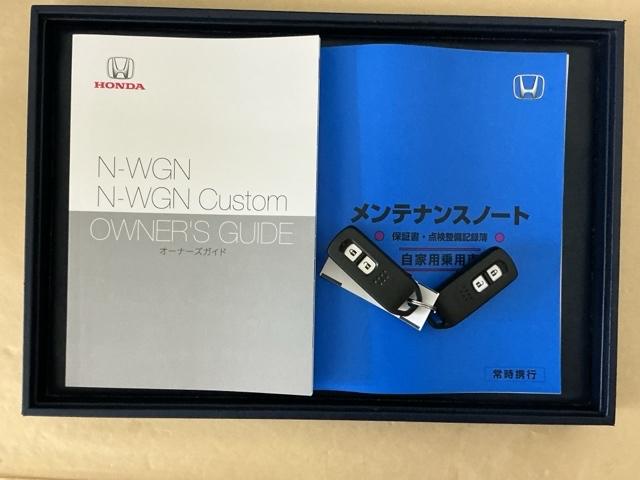 HONDA
N-WGN
N-WGN Custom
OWNER'S GUIDE
オーナーズガイド
メンテナンスノート
保証書・点検整備記録簿
自家用乗用車
常時携行